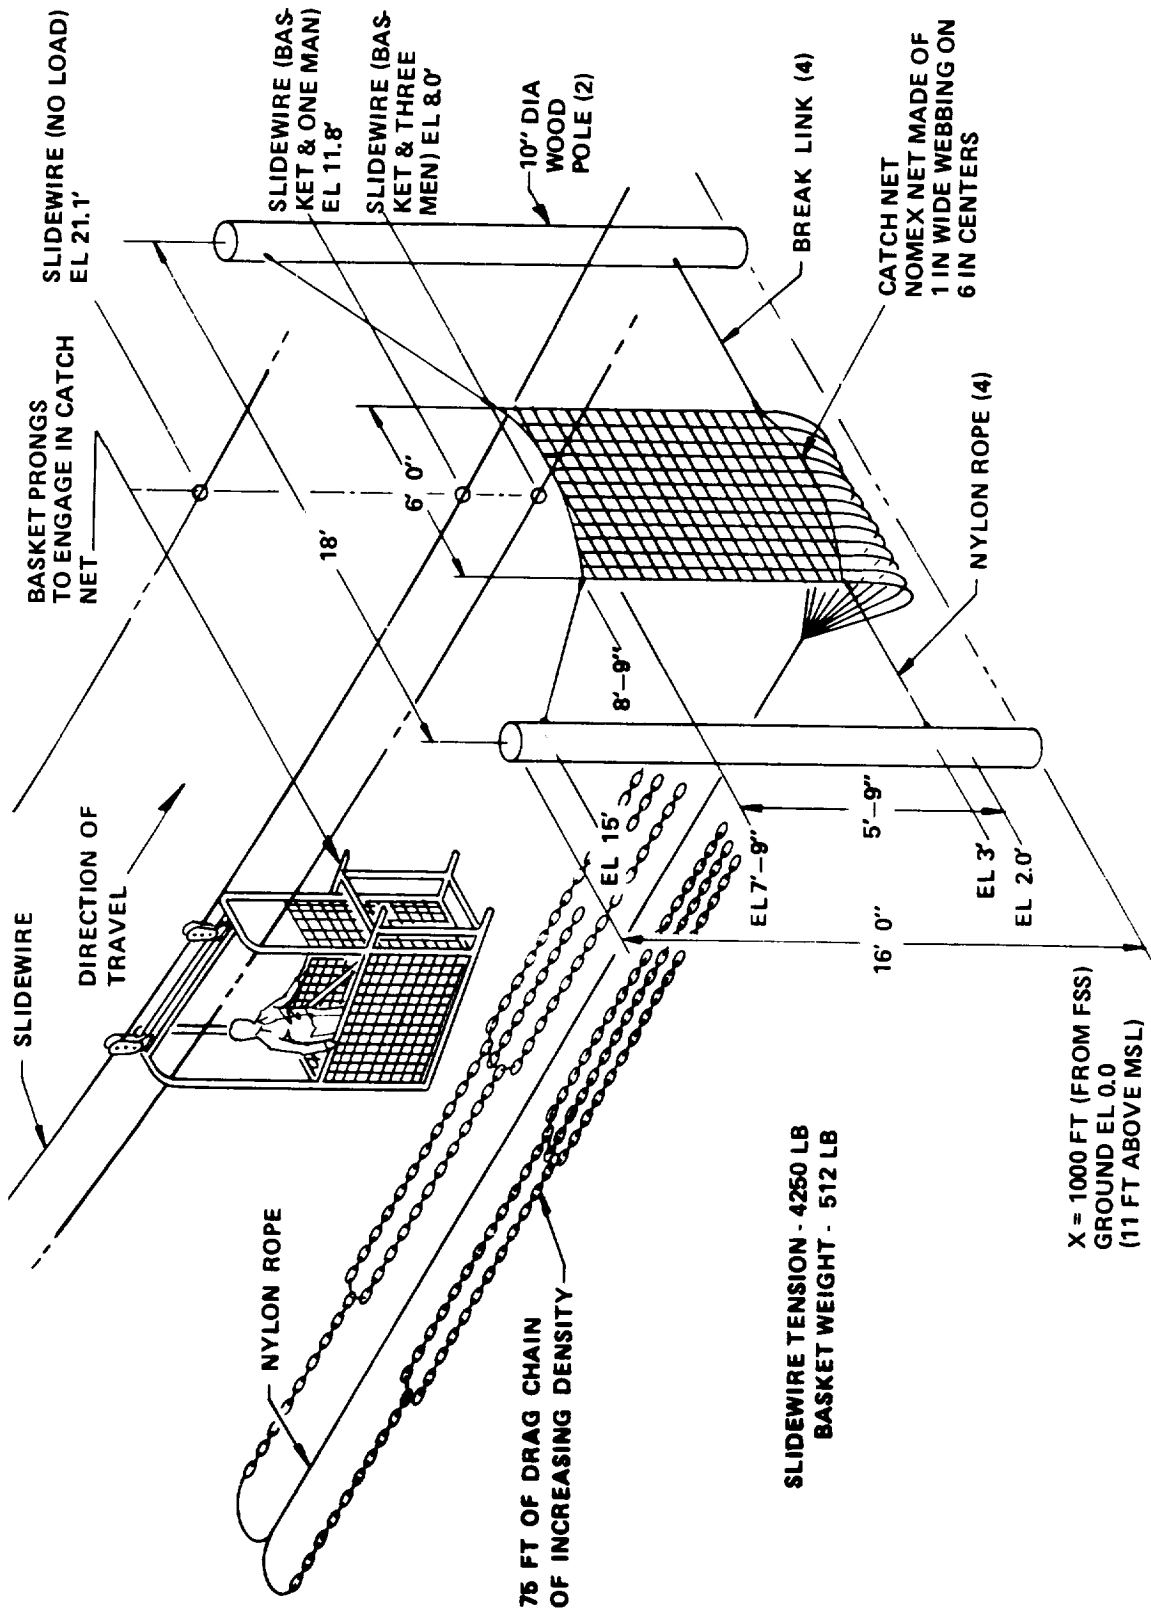 SLIDEWIRE
DIRECTION OF
TRAVEL
BASKET PRONGS
TO ENGAGE IN CATCH
NET
SLIDEWIRE (NO LOAD)
EL 21.1'
SLIDEWIRE (BAS-
KET & ONE MAN)
EL 11.8'
SLIDEWIRE (BAS-
KET & THREE
MEN) EL 8.0'
10" DIA
WOOD
POLE (2)
BREAK LINK (4)
CATCH NET
NOMEX NET MADE OF
1 IN WIDE WEBBING ON
6 IN CENTERS
NYLON ROPE (4)
18'
6' 0"
8'-9"
EL 15'
EL 7'-9"
5'-9"
EL 3'
EL 2.0'
16' 0"
NYLON ROPE
75 FT OF DRAG CHAIN
OF INCREASING DENSITY
SLIDEWIRE TENSION - 4250 LB
BASKET WEIGHT - 512 LB
X = 1000 FT (FROM FSS)
GROUND EL 0.0
(11 FT ABOVE MSL)